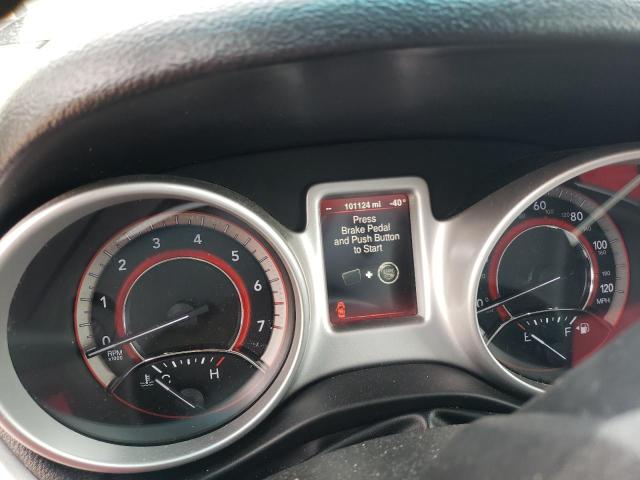 101124 mi -40°
Press
Brake Pedal
and Push Button
to Start
0 1 2 3 4 5 6 7
RPM
x1000
C H
60 80 100 120
MPH
E F